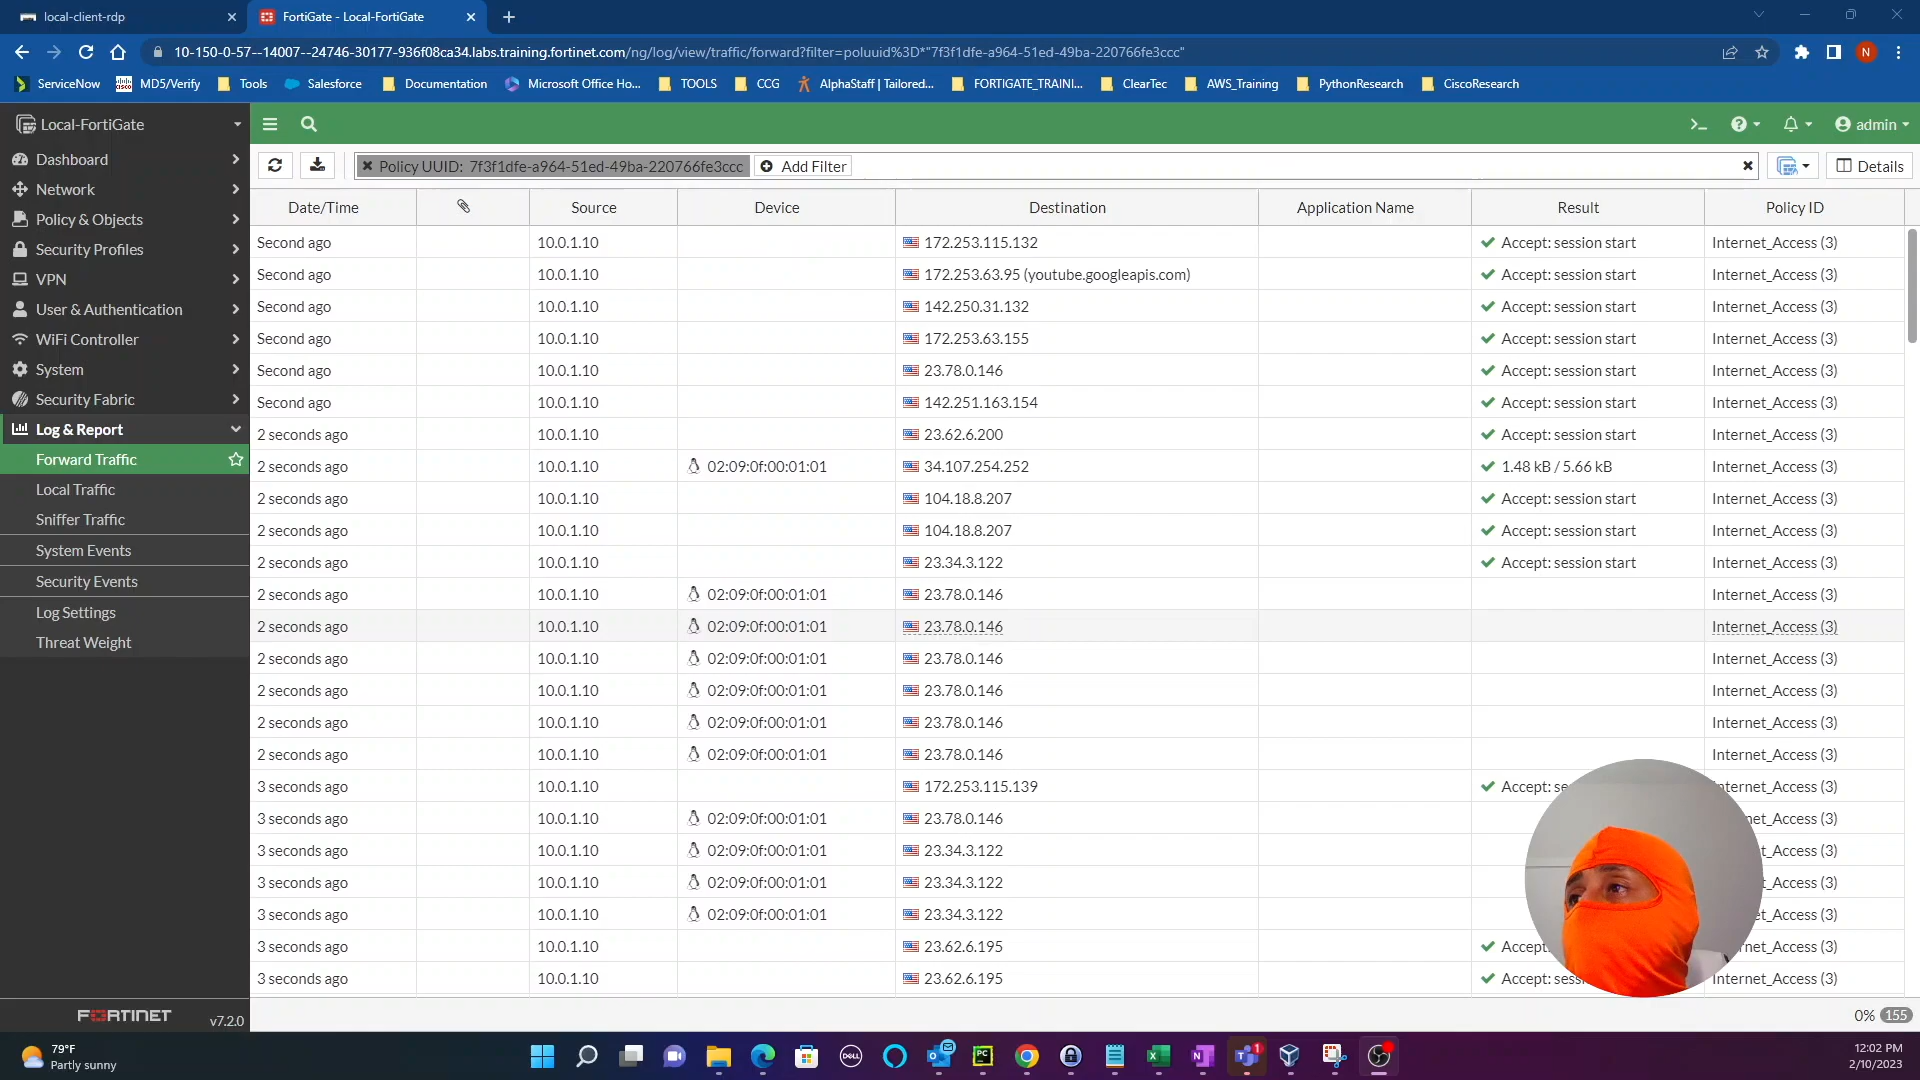 local-client-rdp
FortiGate - Local-FortiGate
10-150-0-57--14007--24746-30177-936f08ca34.labs.training.fortinet.com/ng/log/view/traffic/forward?filter=poluuid%3D*"7f3f1dfe-a964-51ed-49ba-220766fe3ccc"
N
ServiceNow MD5/Verify Tools Salesforce Documentation Microsoft Office Ho... TOOLS CCG AlphaStaff | Tailored... FORTIGATE_TRAINI... ClearTec AWS_Training PythonResearch CiscoResearch
Local-FortiGate
admin
Dashboard
Network
Policy & Objects
Security Profiles
VPN
User & Authentication
WiFi Controller
System
Security Fabric
Log & Report
Forward Traffic
Local Traffic
Sniffer Traffic
System Events
Security Events
Log Settings
Threat Weight
FORTINET v7.2.0
Policy UUID: 7f3f1dfe-a964-51ed-49ba-220766fe3ccc Add Filter Details
Date/Time Source Device Destination Application Name Result Policy ID
Second ago 10.0.1.10 172.253.115.132 Accept: session start Internet_Access (3)
Second ago 10.0.1.10 172.253.63.95 (youtube.googleapis.com) Accept: session start Internet_Access (3)
Second ago 10.0.1.10 142.250.31.132 Accept: session start Internet_Access (3)
Second ago 10.0.1.10 172.253.63.155 Accept: session start Internet_Access (3)
Second ago 10.0.1.10 23.78.0.146 Accept: session start Internet_Access (3)
Second ago 10.0.1.10 142.251.163.154 Accept: session start Internet_Access (3)
2 seconds ago 10.0.1.10 23.62.6.200 Accept: session start Internet_Access (3)
2 seconds ago 10.0.1.10 02:09:0f:00:01:01 34.107.254.252 1.48 kB / 5.66 kB Internet_Access (3)
2 seconds ago 10.0.1.10 104.18.8.207 Accept: session start Internet_Access (3)
2 seconds ago 10.0.1.10 104.18.8.207 Accept: session start Internet_Access (3)
2 seconds ago 10.0.1.10 23.34.3.122 Accept: session start Internet_Access (3)
2 seconds ago 10.0.1.10 02:09:0f:00:01:01 23.78.0.146 Internet_Access (3)
2 seconds ago 10.0.1.10 02:09:0f:00:01:01 23.78.0.146 Internet_Access (3)
2 seconds ago 10.0.1.10 02:09:0f:00:01:01 23.78.0.146 Internet_Access (3)
2 seconds ago 10.0.1.10 02:09:0f:00:01:01 23.78.0.146 Internet_Access (3)
2 seconds ago 10.0.1.10 02:09:0f:00:01:01 23.78.0.146 Internet_Access (3)
2 seconds ago 10.0.1.10 02:09:0f:00:01:01 23.78.0.146 Internet_Access (3)
3 seconds ago 10.0.1.10 172.253.115.139 Accept: se nternet_Access (3)
3 seconds ago 10.0.1.10 02:09:0f:00:01:01 23.78.0.146 net_Access (3)
3 seconds ago 10.0.1.10 02:09:0f:00:01:01 23.34.3.122 t_Access (3)
3 seconds ago 10.0.1.10 02:09:0f:00:01:01 23.34.3.122 t_Access (3)
3 seconds ago 10.0.1.10 02:09:0f:00:01:01 23.34.3.122 et_Access (3)
3 seconds ago 10.0.1.10 23.62.6.195 Accept: rnet_Access (3)
3 seconds ago 10.0.1.10 23.62.6.195 Accept: sess Internet_Access (3)
0% 155
79°F
Partly sunny
DELL
PC
1
12:02 PM
2/10/2023